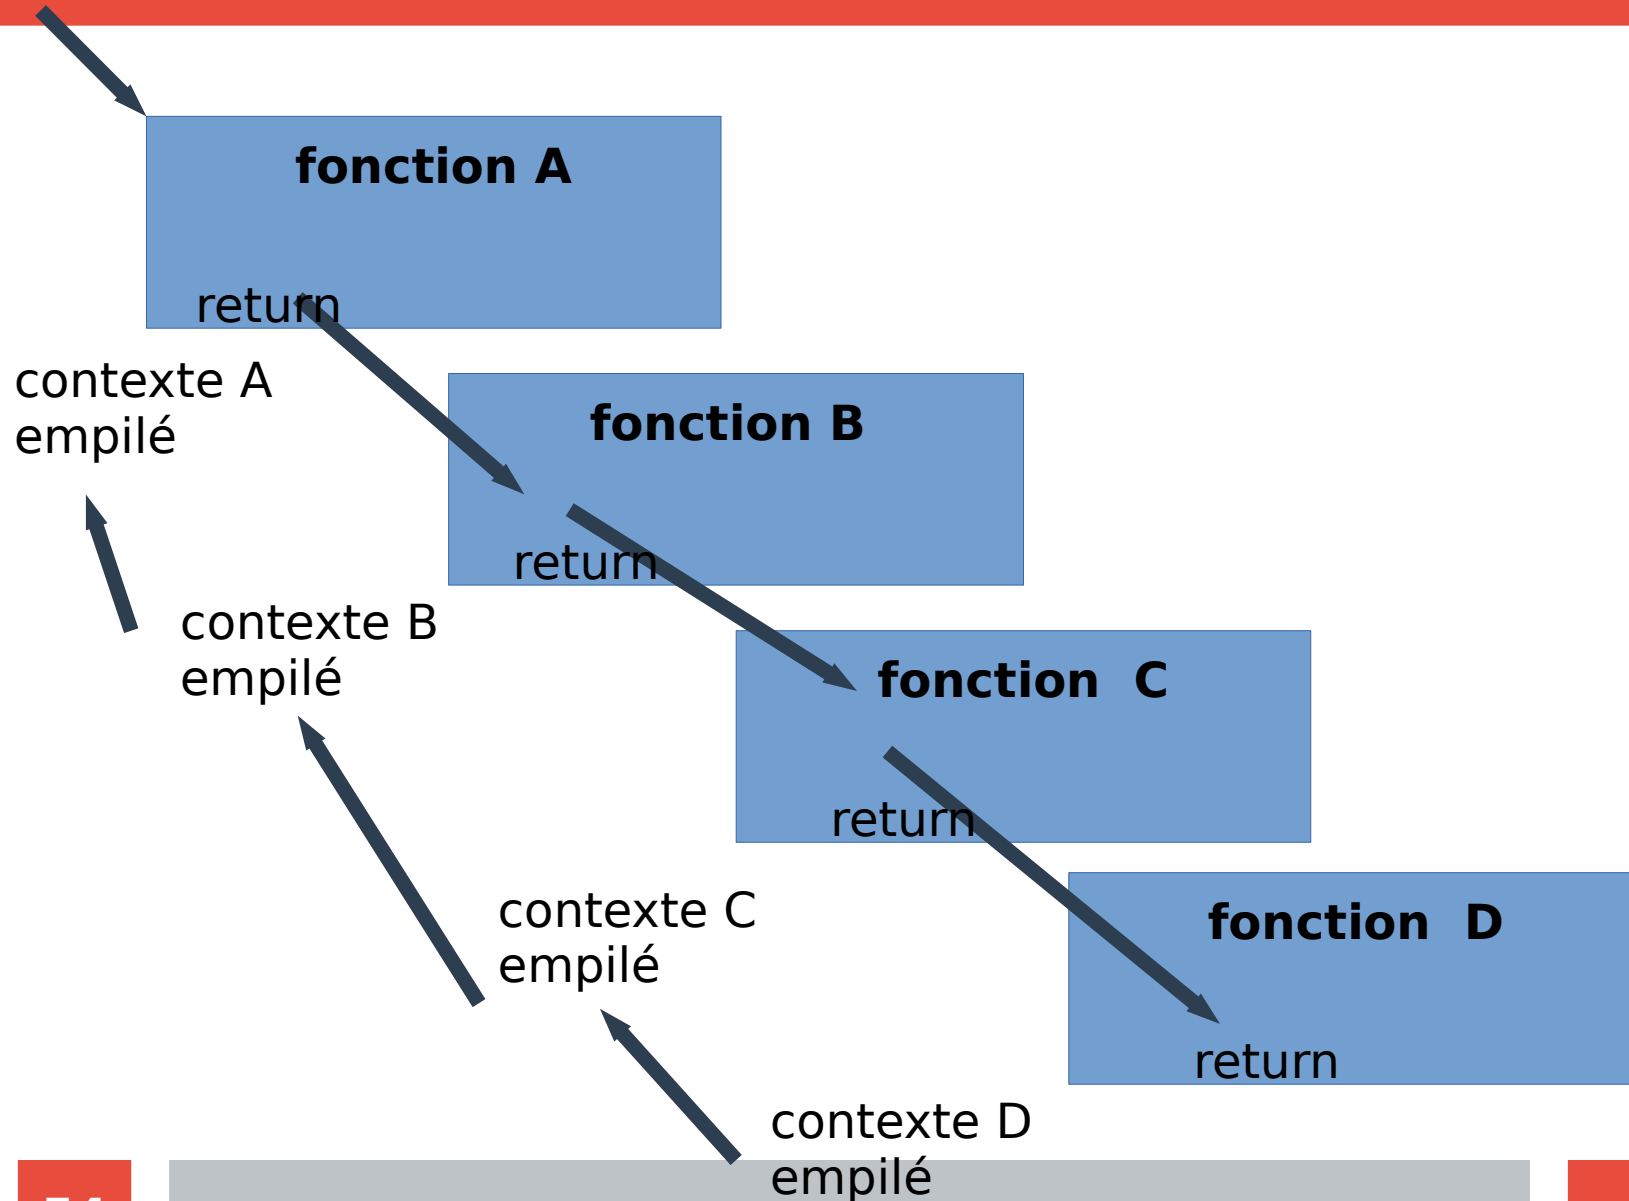 fonction A
return
contexte A
empilé
fonction B
return
contexte B
empilé
fonction  C
return
contexte C
empilé
fonction  D
return
contexte D
empilé